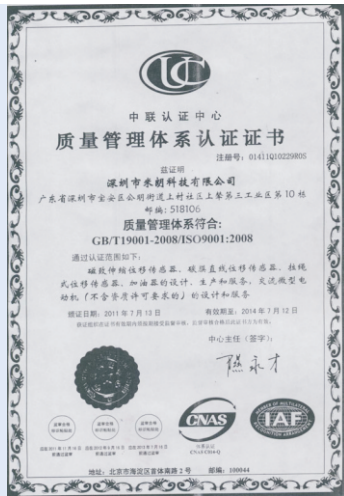 中联认证中心
质量管理体系认证证书
注册号：01411Q10229R0S
兹证明
深圳市米朗科技有限公司
广东省深圳市宝安区公明街道上村社区上辇第三工业区第10栋
邮编：518106
质量管理体系符合：
GB/T19001-2008/ISO9001:2008
通过认证范围如下：
磁致伸缩位移传感器、碳膜直线位移传感器、拉绳
式位移传感器、加油器的设计、生产和服务、交流微型电
动机（不含资质许可要求的）的设计和服务
颁证日期：2011年7月13日
有效期至：2014年7月12日
中心主任（签字）：
CNAS
IAF
地址：北京市海淀区首体南路2号
邮编：100044